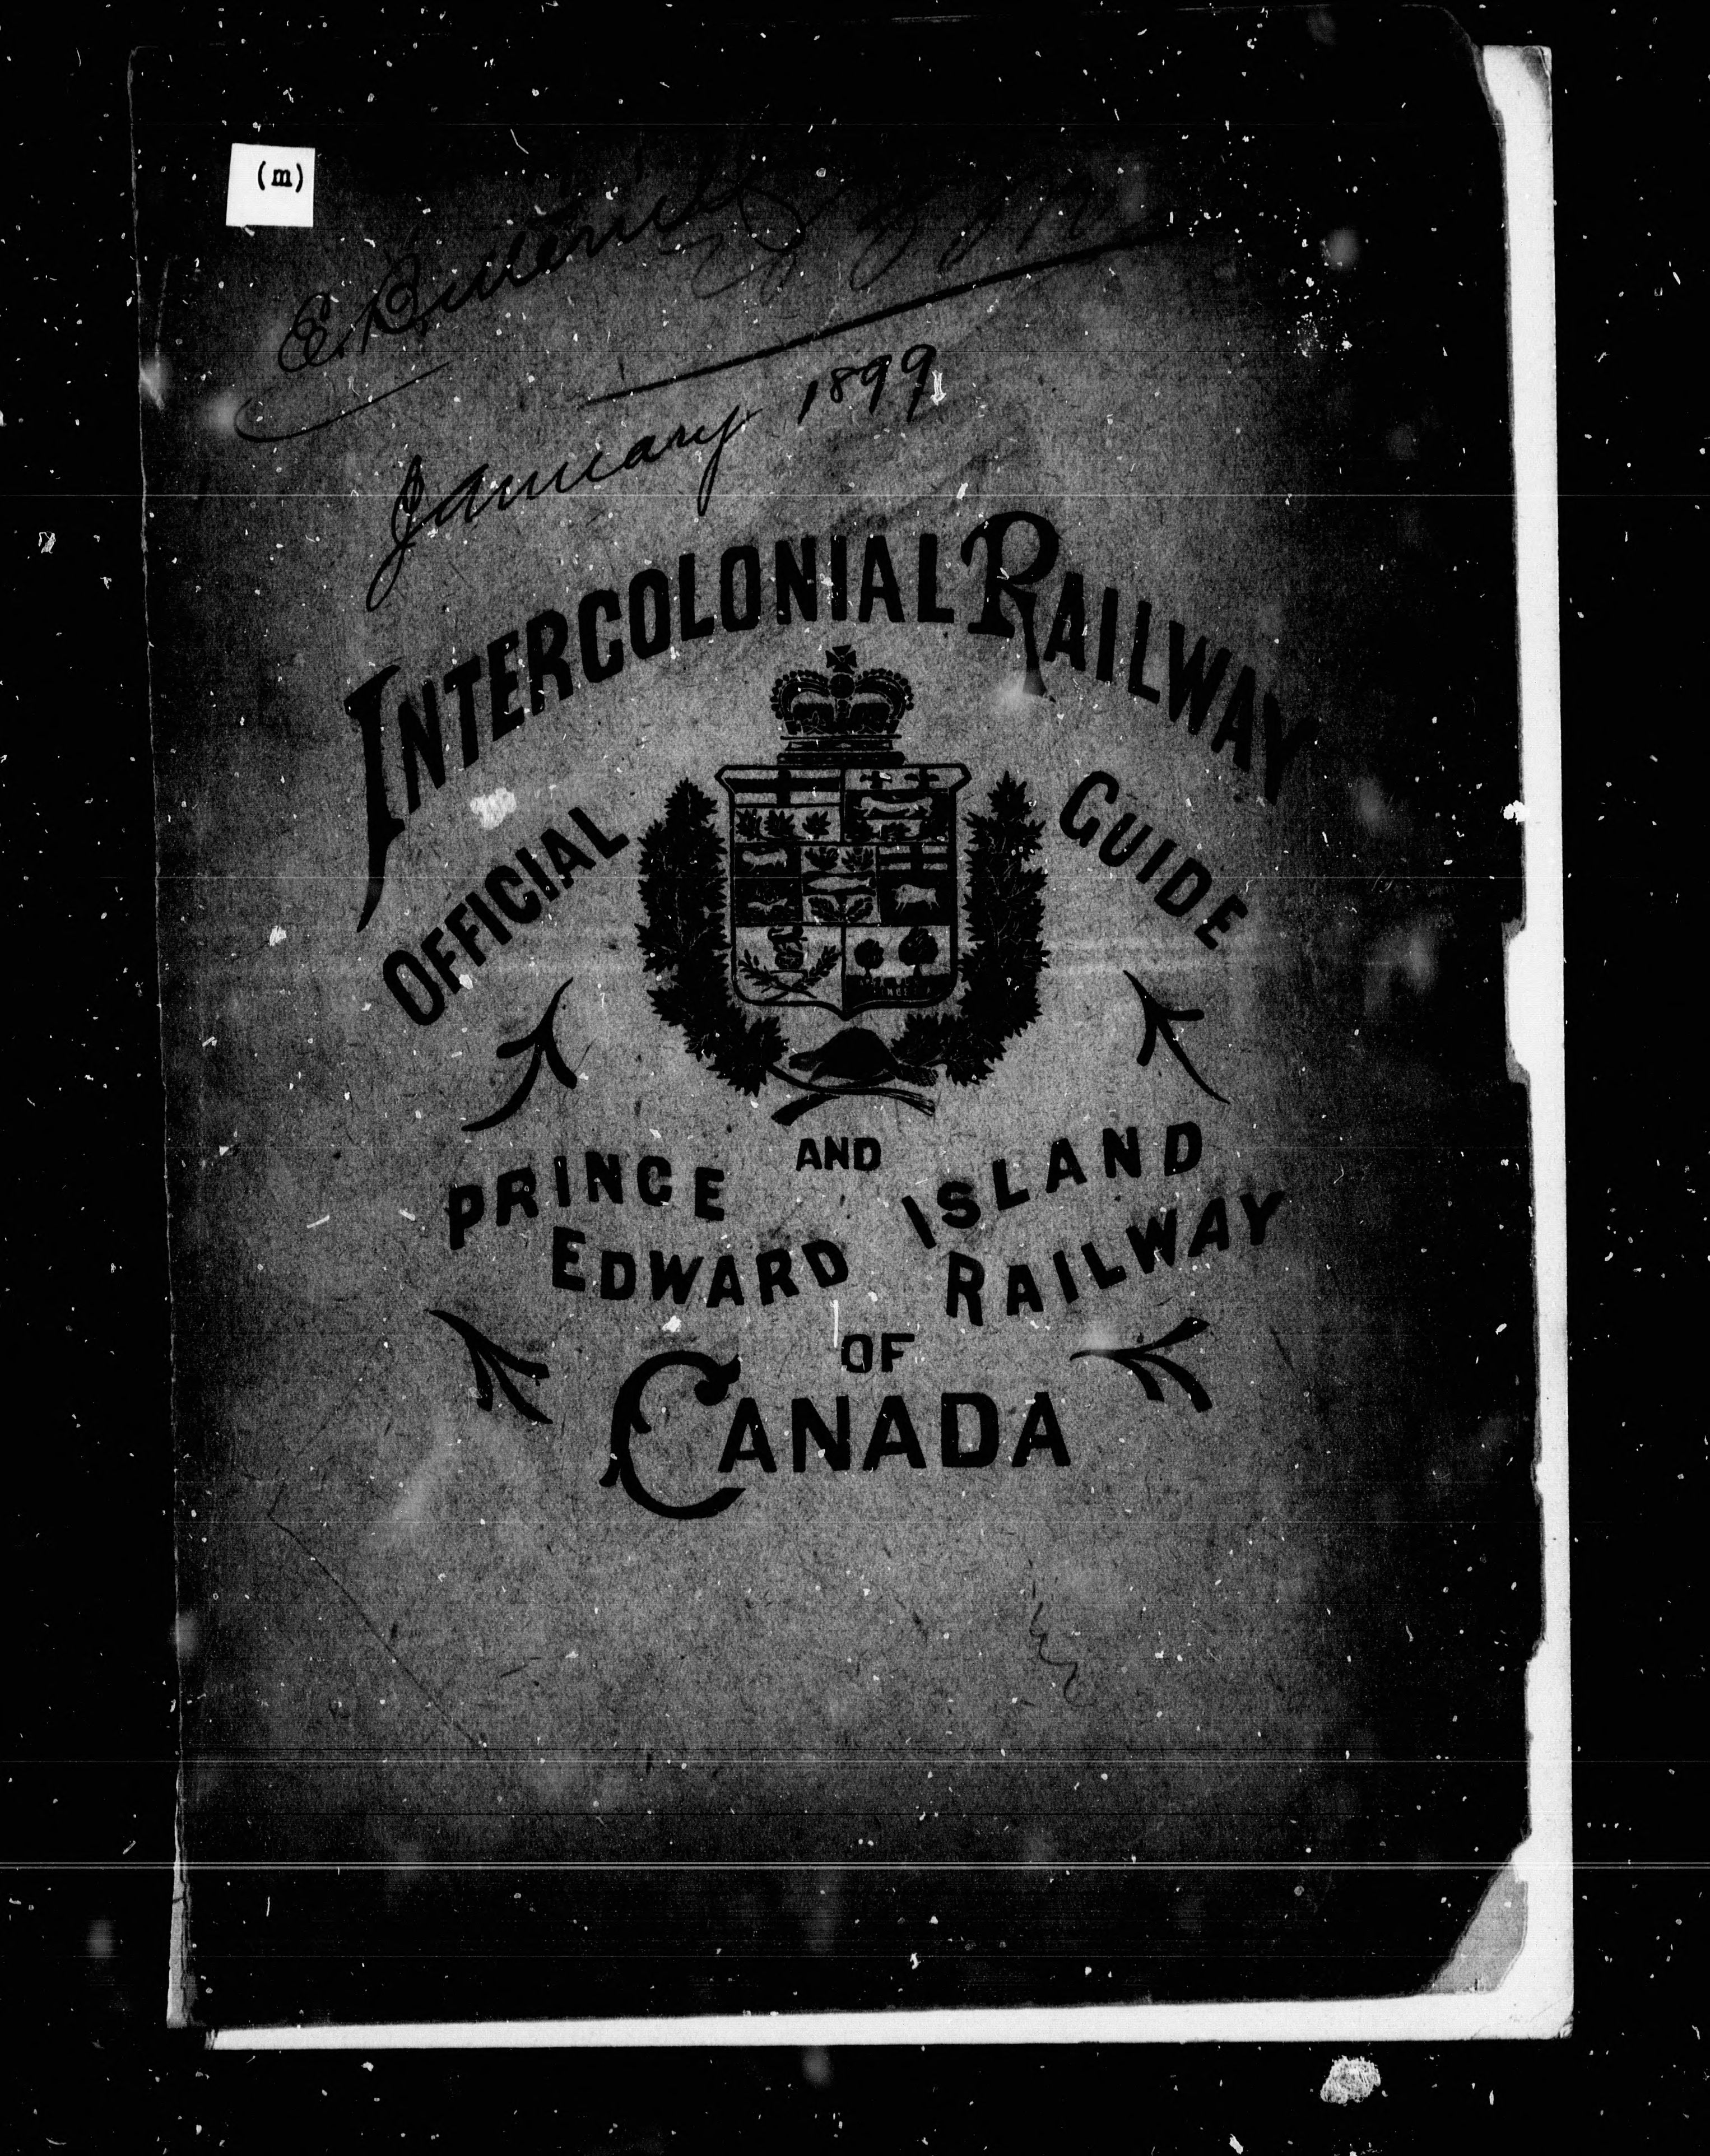 (m)
January 1899
INTERCOLONIAL RAILWAY
OFFICIAL GUIDE
AND
PRINCE EDWARD ISLAND RAILWAY
OF
CANADA